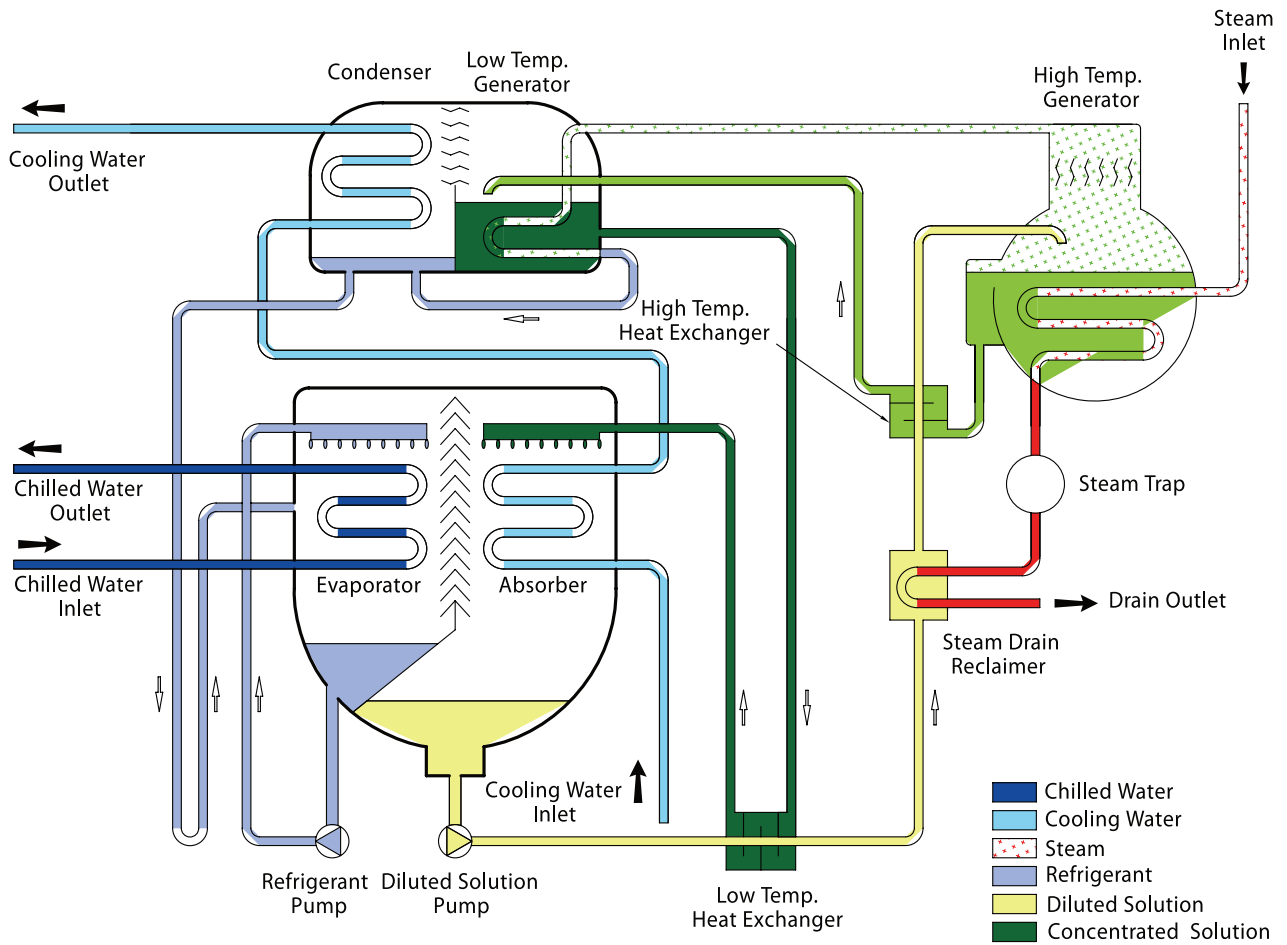 Steam
Inlet
Low Temp.
Generator
Condenser
High Temp.
Generator
Cooling Water
Outlet
High Temp.
Heat Exchanger
Chilled Water
Outlet
Steam Trap
Chilled Water
Inlet
Evaporator
Absorber
Drain Outlet
Steam Drain
Reclaimer
Cooling Water
Inlet
Chilled Water
Cooling Water
Steam
Refrigerant
Diluted Solution
Concentrated Solution
Refrigerant
Pump
Diluted Solution
Pump
Low Temp.
Heat Exchanger